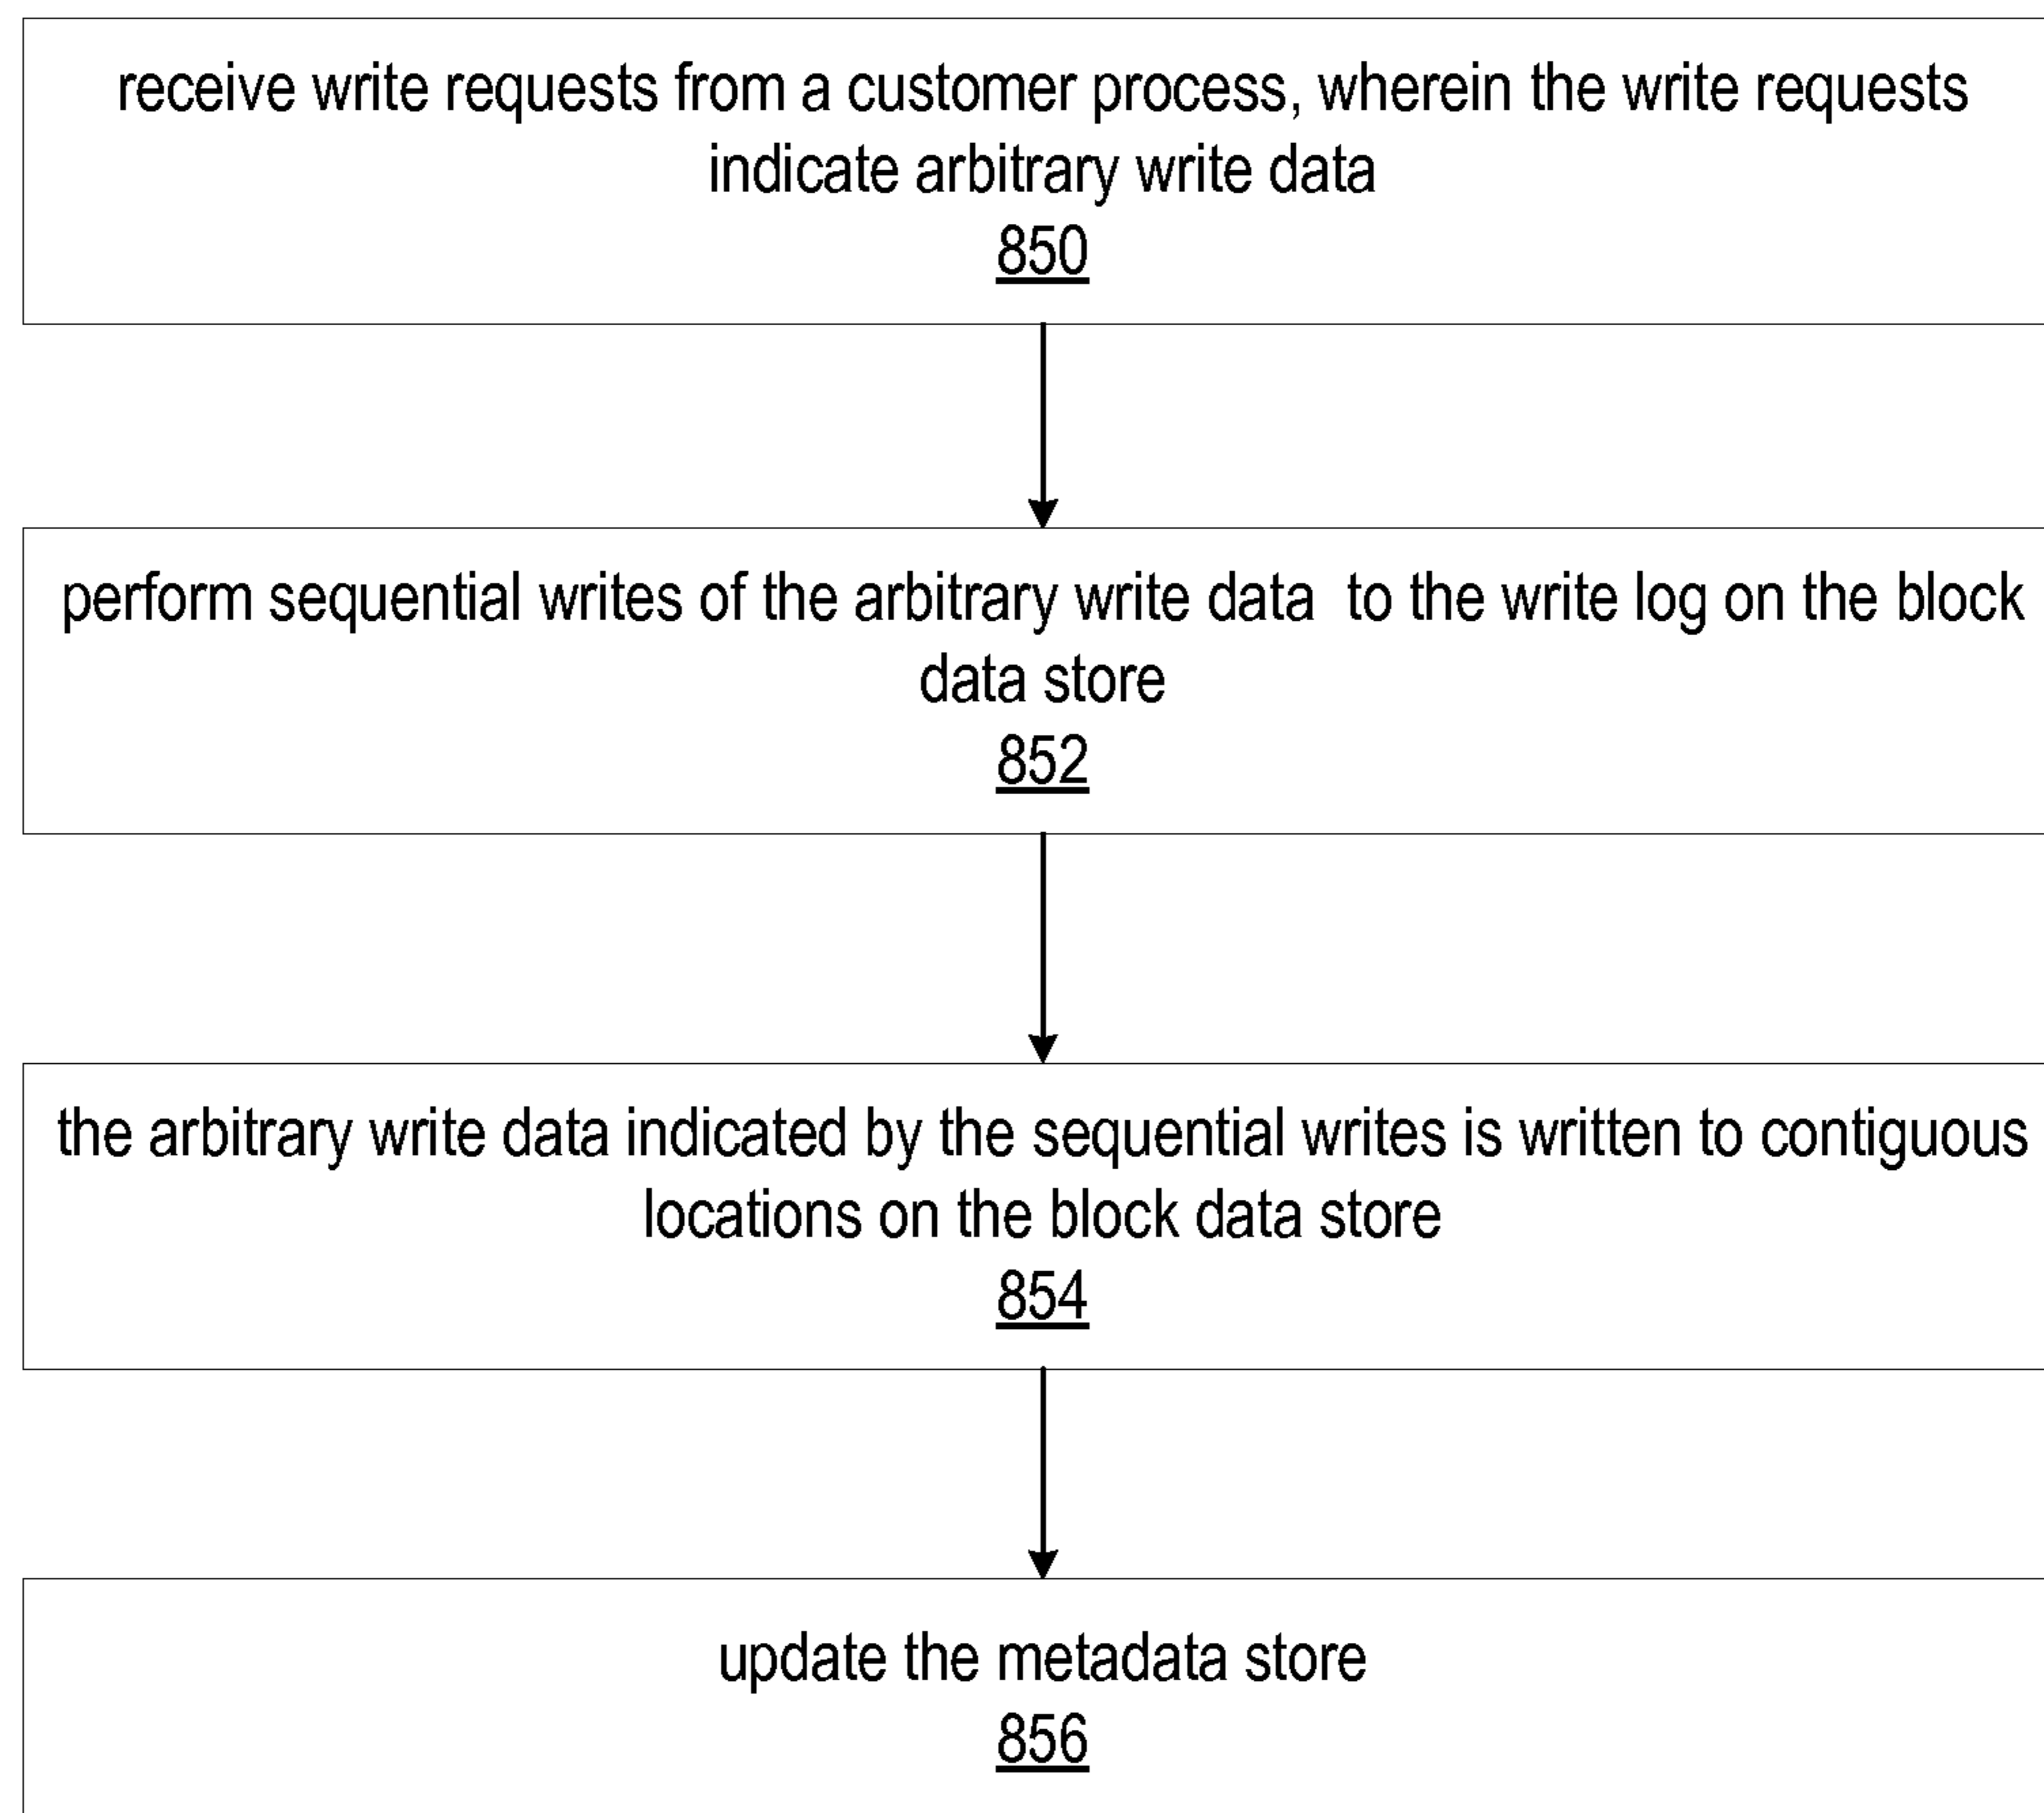 receive write requests from a customer process, wherein the write requests
indicate arbitrary write data
850
perform sequential writes of the arbitrary write data  to the write log on the block
data store
852
the arbitrary write data indicated by the sequential writes is written to contiguous
locations on the block data store
854
update the metadata store
856